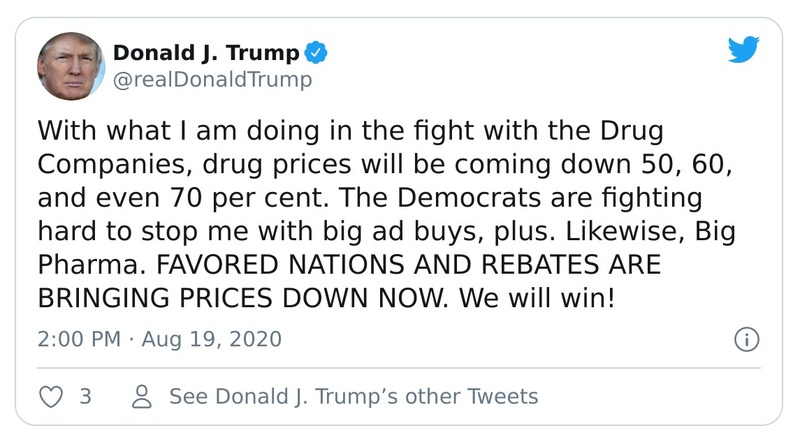 Donald J. Trump
@realDonaldTrump
With what I am doing in the fight with the Drug
Companies, drug prices will be coming down 50, 60,
and even 70 per cent. The Democrats are fighting
hard to stop me with big ad buys, plus. Likewise, Big
Pharma. FAVORED NATIONS AND REBATES ARE
BRINGING PRICES DOWN NOW. We will win!
2:00 PM · Aug 19, 2020
3 See Donald J. Trump’s other Tweets